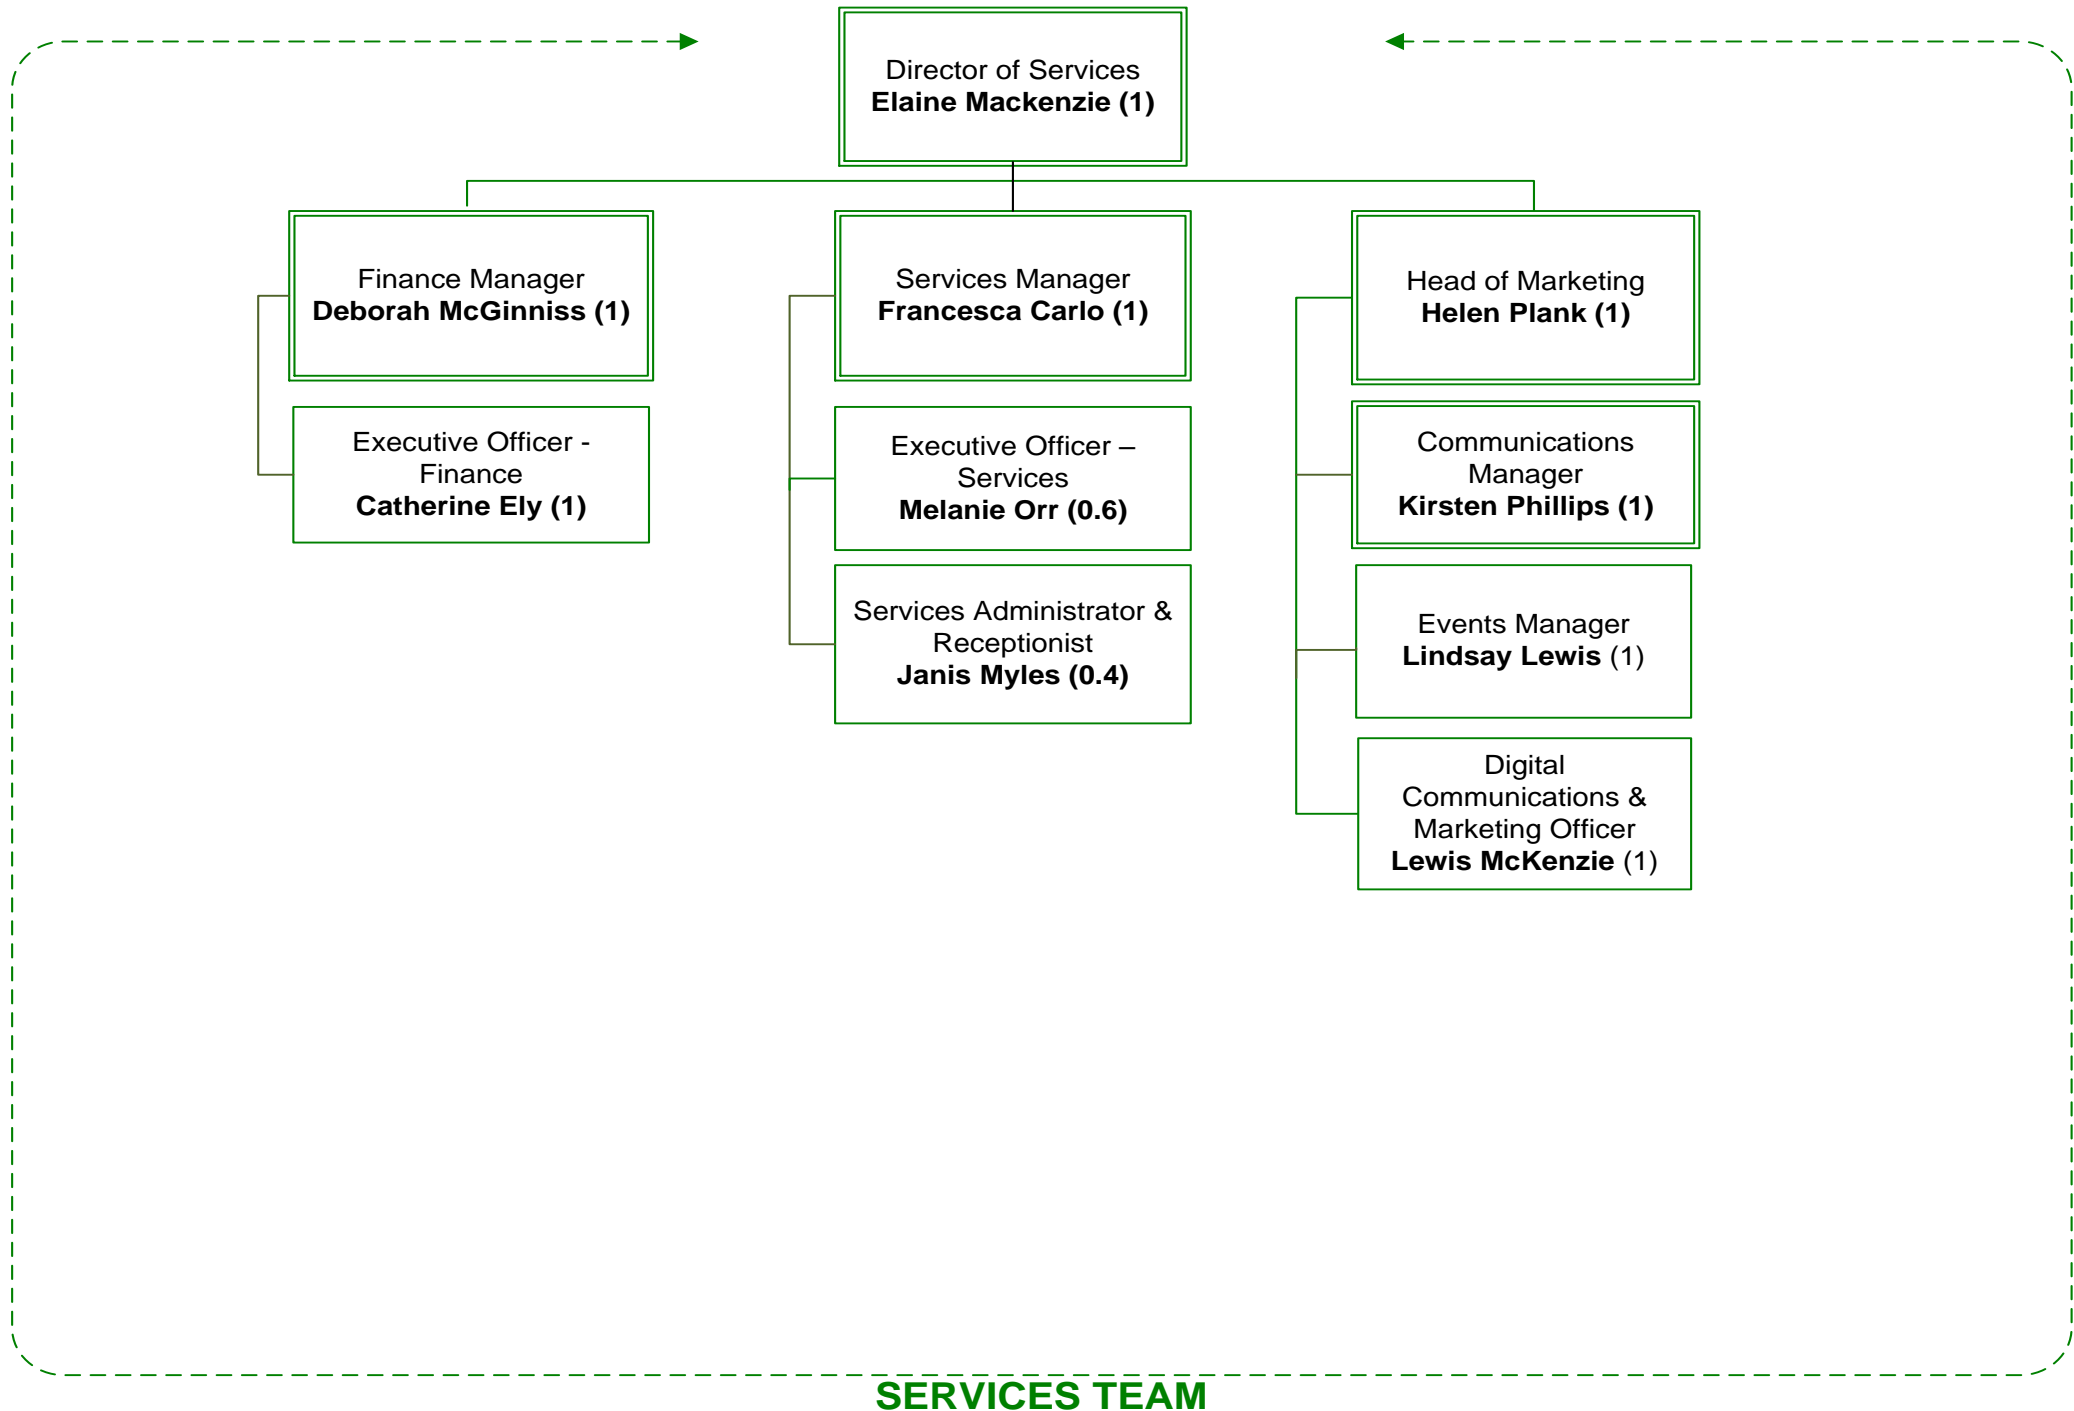 Director of Services
Elaine Mackenzie (1)
Finance Manager
Deborah McGinniss (1)
Executive Officer -
Finance
Catherine Ely (1)
Services Manager
Francesca Carlo (1)
Executive Officer –
Services
Melanie Orr (0.6)
Services Administrator &
Receptionist
Janis Myles (0.4)
Head of Marketing
Helen Plank (1)
Communications
Manager
Kirsten Phillips (1)
Events Manager
Lindsay Lewis (1)
Digital
Communications &
Marketing Officer
Lewis McKenzie (1)
SERVICES TEAM